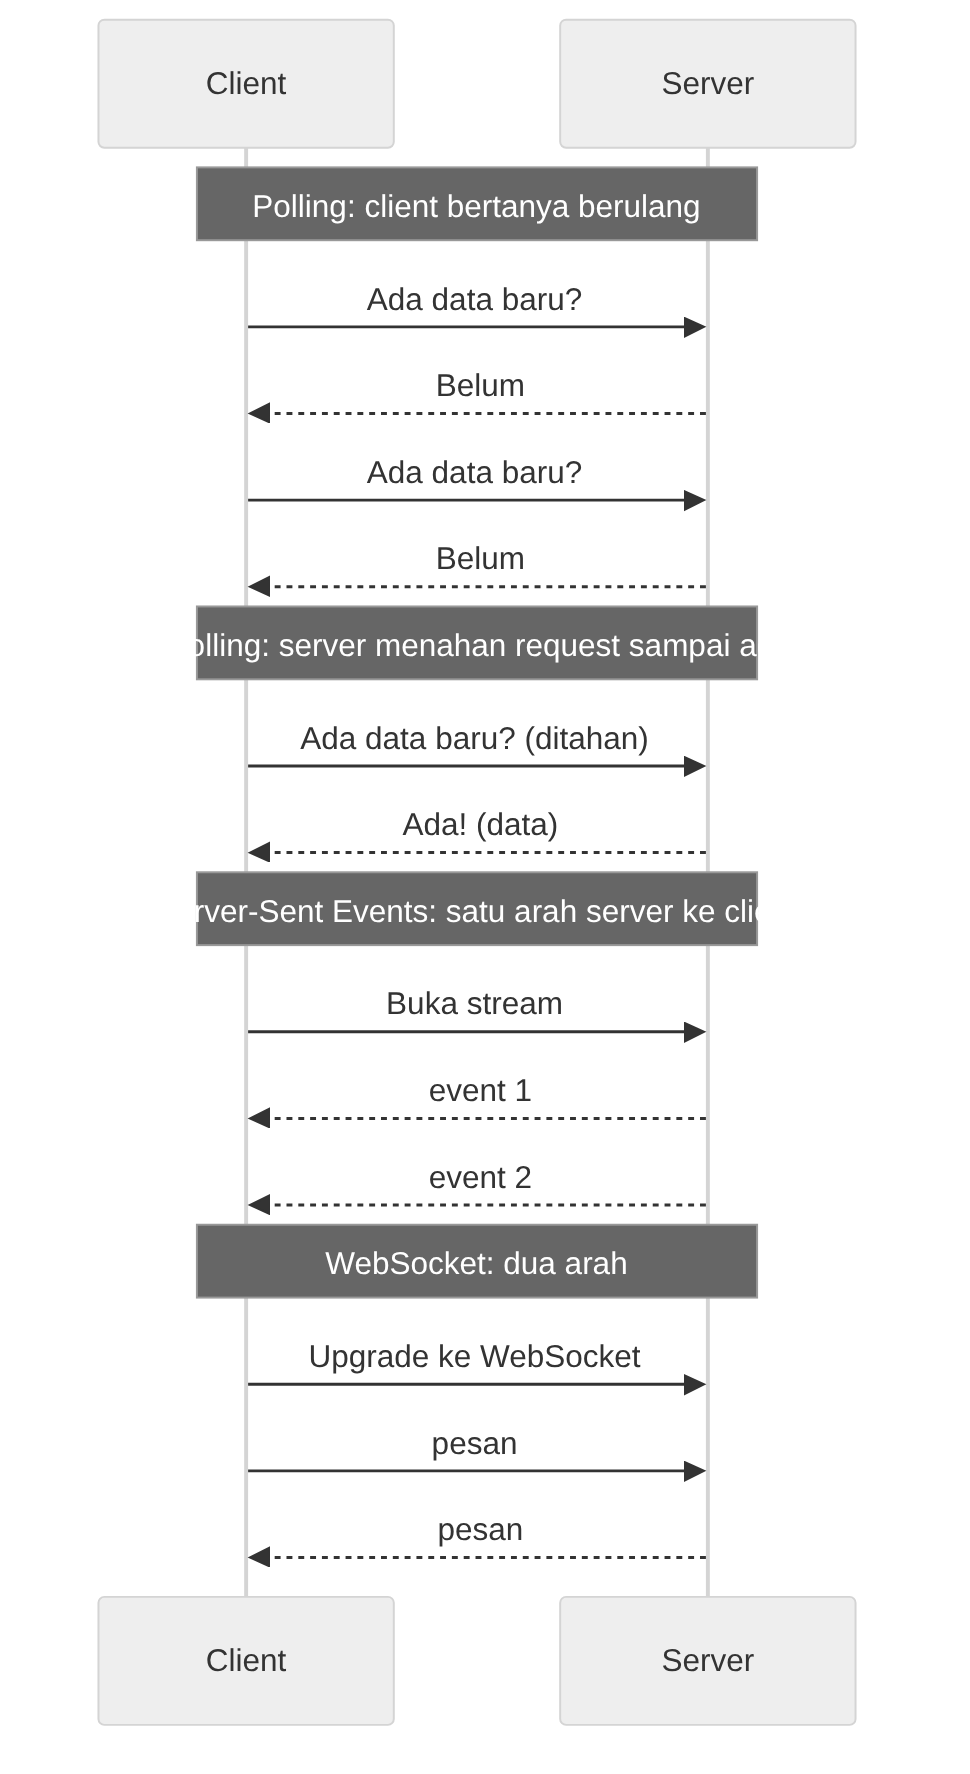 Client Server
Polling: client bertanya berulang
Ada data baru?
Belum
Ada data baru?
Belum
olling: server menahan request sampai a
Ada data baru? (ditahan)
Ada! (data)
rver-Sent Events: satu arah server ke clie
Buka stream
event 1
event 2
WebSocket: dua arah
Upgrade ke WebSocket
pesan
pesan
Client Server